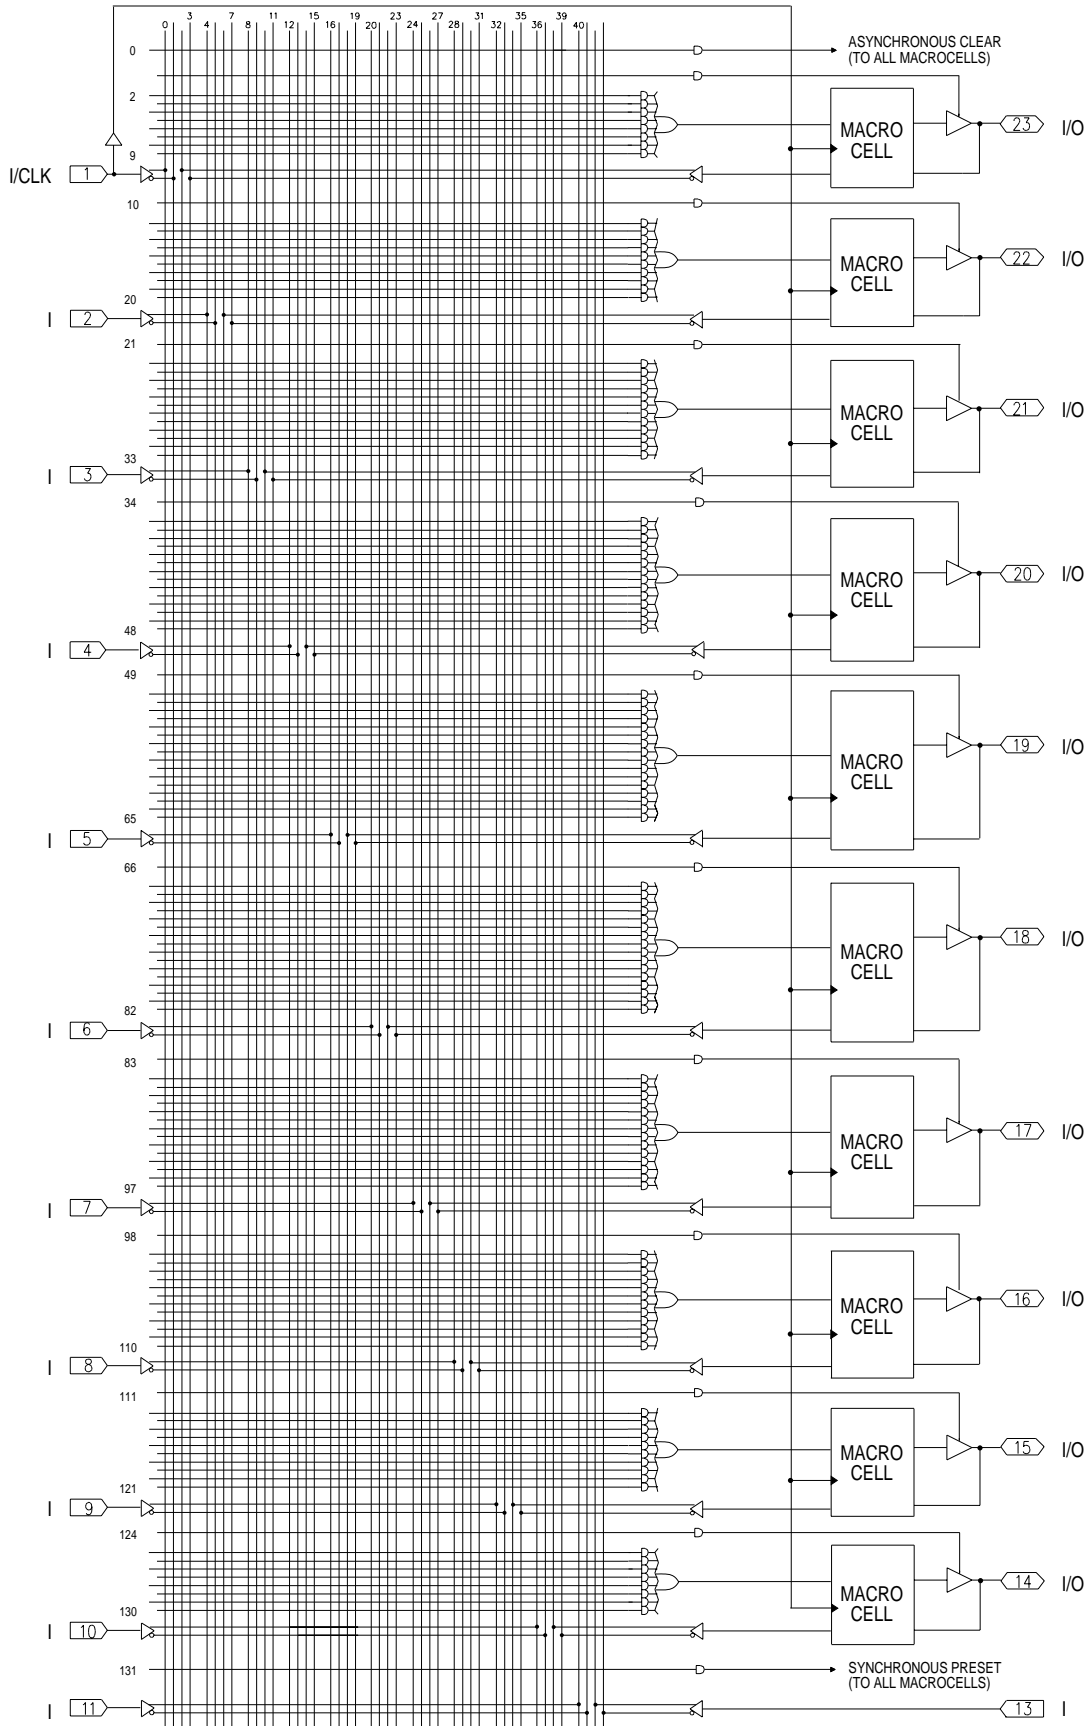 0 3 4 7 8 11 12 15 16 19 20 23 24 27 28 31 32 35 36 39 40
0 ASYNCHRONOUS CLEAR
(TO ALL MACROCELLS)
2
MACRO
CELL
23 I/O
9
I/CLK 1
10
MACRO
CELL
22 I/O
20
I 2
21
MACRO
CELL
21 I/O
33
I 3
34
MACRO
CELL
20 I/O
48
I 4
49
MACRO
CELL
19 I/O
65
I 5
66
MACRO
CELL
18 I/O
82
I 6
83
MACRO
CELL
17 I/O
97
I 7
98
MACRO
CELL
16 I/O
110
I 8
111
MACRO
CELL
15 I/O
121
I 9
124
MACRO
CELL
14 I/O
130
I 10
131 SYNCHRONOUS PRESET
(TO ALL MACROCELLS)
I 11 13 I